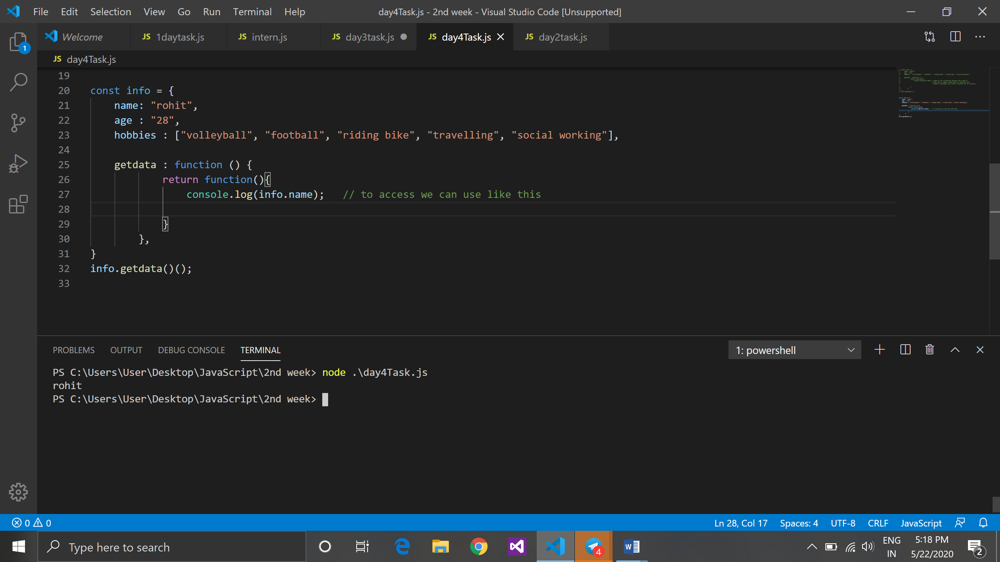 File Edit Selection View Go Run Terminal Help day4Task.js - 2nd week - Visual Studio Code [Unsupported]
Welcome JS 1daytask.js JS intern.js JS day3task.js JS day4Task.js JS day2task.js
1
JS day4Task.js
19
20 const info = {
21 name: "rohit",
22 age : "28",
23 hobbies : ["volleyball", "football", "riding bike", "travelling", "social working"],
24
25 getdata : function () {
26 return function(){
27 console.log(info.name); // to access we can use like this
28
29 }
30 },
31 }
32 info.getdata()();
33
PROBLEMS OUTPUT DEBUG CONSOLE TERMINAL 1: powershell
PS C:\Users\User\Desktop\JavaScript\2nd week> node .\day4Task.js
rohit
PS C:\Users\User\Desktop\JavaScript\2nd week>
0 0 Ln 28, Col 17 Spaces: 4 UTF-8 CRLF JavaScript
Type here to search 4 ENG IN 5:18 PM 5/22/2020 2